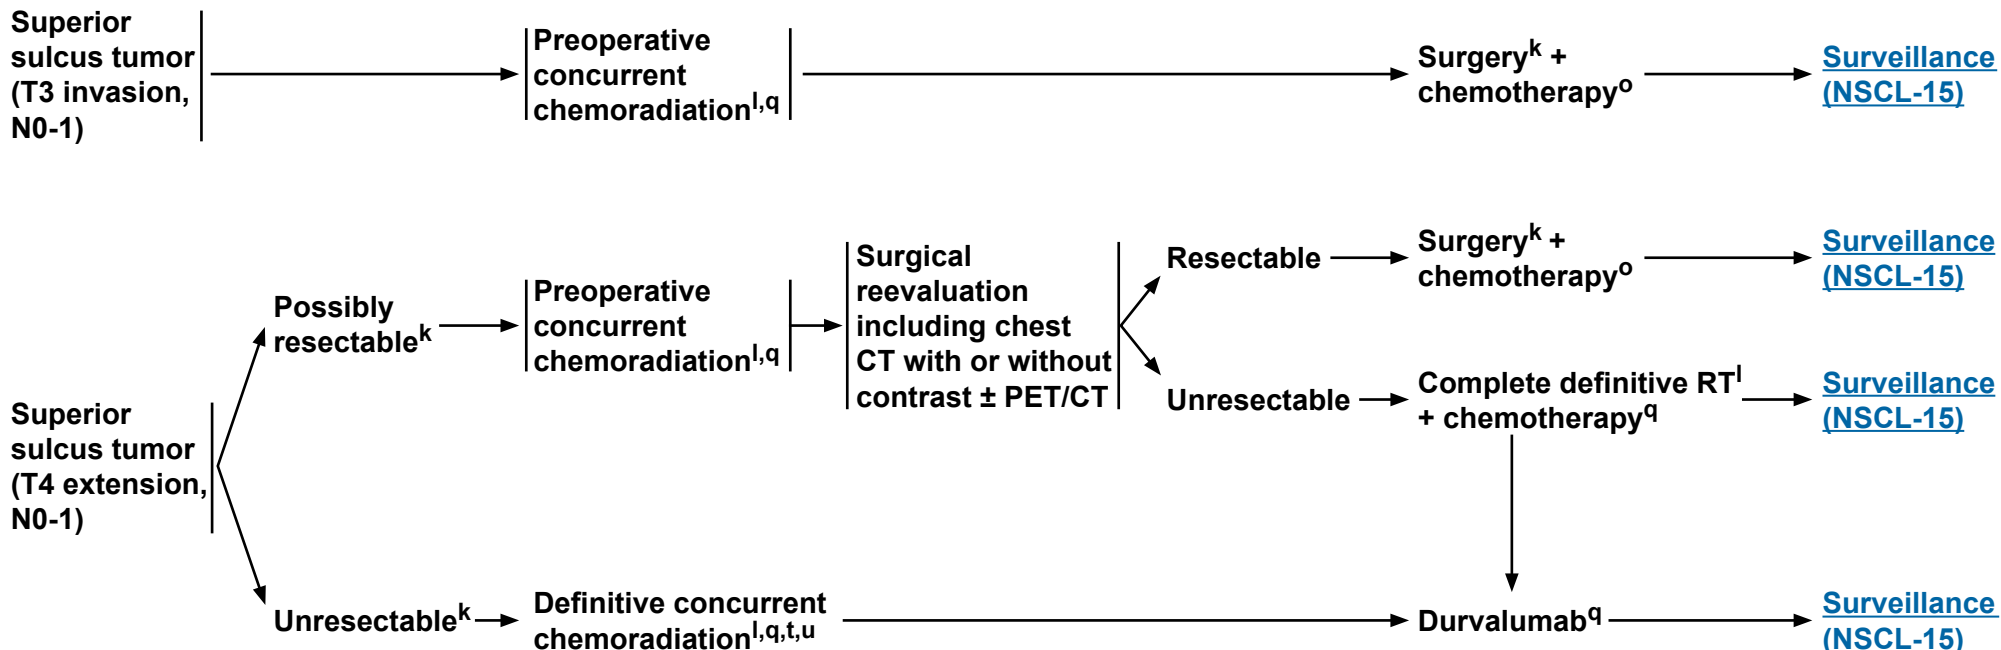 Superior
sulcus tumor
(T3 invasion,
N0-1)
Preoperative
concurrent
chemoradiationˡ,q
Surgeryᵏ +
chemotherapyᵒ
Surveillance
(NSCL-15)
Superior
sulcus tumor
(T4 extension,
N0-1)
Possibly
resectableᵏ
Preoperative
concurrent
chemoradiationˡ,q
Surgical
reevaluation
including chest
CT with or without
contrast ± PET/CT
Resectable
Surgeryᵏ +
chemotherapyᵒ
Surveillance
(NSCL-15)
Unresectable
Complete definitive RTˡ
+ chemotherapyq
Surveillance
(NSCL-15)
Unresectableᵏ
Definitive concurrent
chemoradiationˡ,q,t,u
Durvalumabq
Surveillance
(NSCL-15)